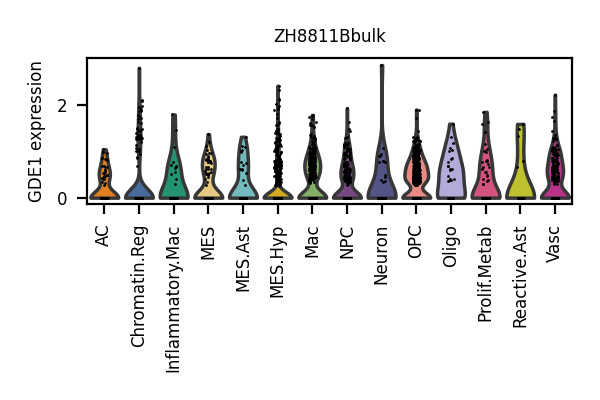 ZH8811Bbulk
GDE1 expression
2
0
AC
Chromatin.Reg
Inflammatory.Mac
MES
MES.Ast
MES.Hyp
Mac
NPC
Neuron
OPC
Oligo
Prolif.Metab
Reactive.Ast
Vasc